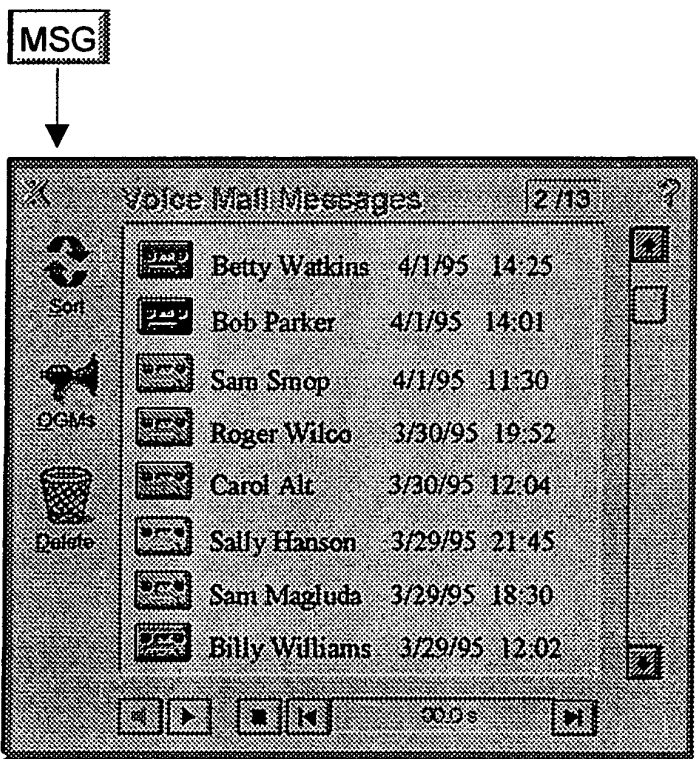 MSG
X Voice Mail Messages 2 /13 ?
Betty Watkins 4/1/95 14:25
Sort
Bob Parker 4/1/95 14:01
Sam Smop 4/1/95 11:30
OGMs
Roger Wilco 3/30/95 19:52
Carol Alt 3/30/95 12:04
Delete
Sally Hanson 3/29/95 21:45
Sam Magluda 3/29/95 18:30
Billy Williams 3/29/95 12:02
00.0 s